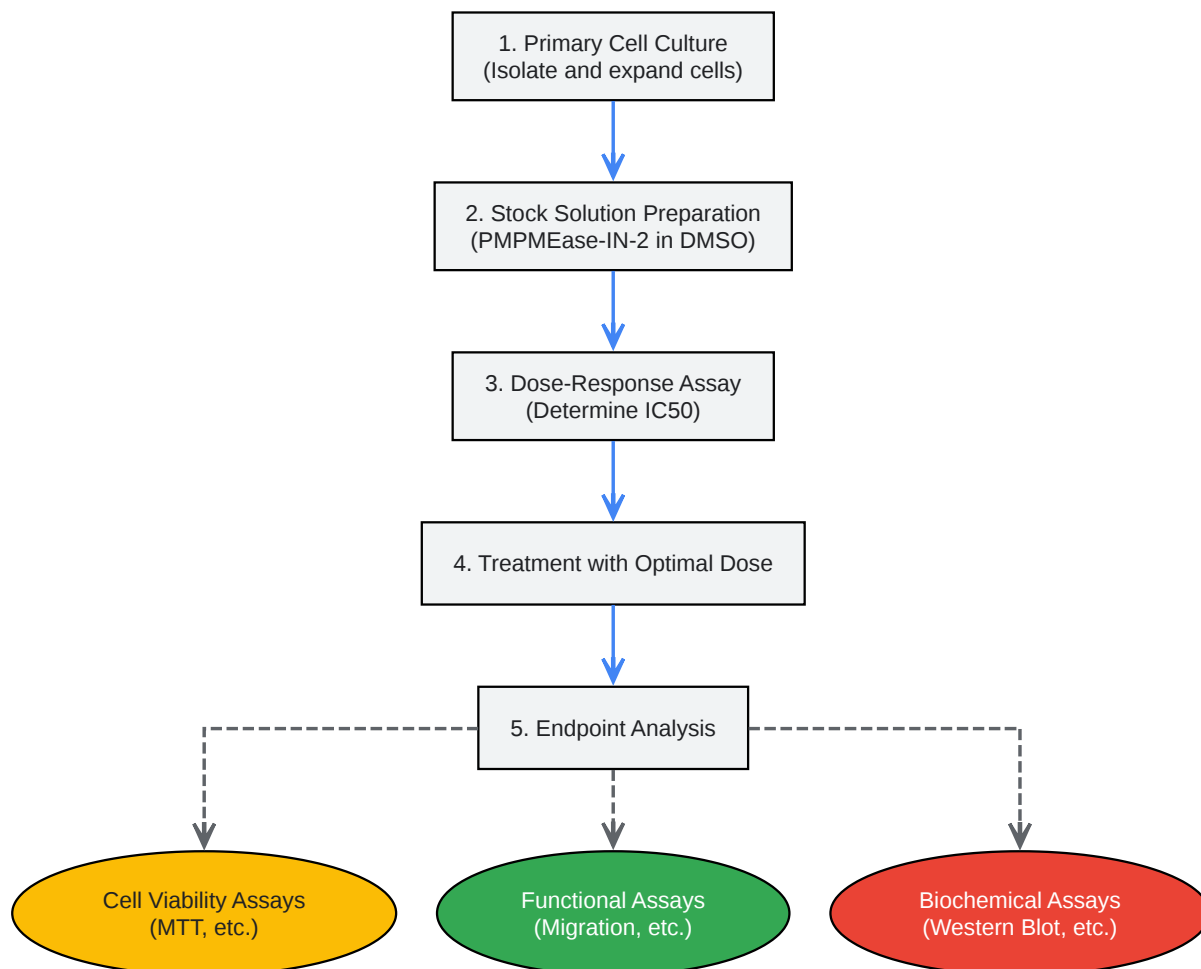 1. Primary Cell Culture
(Isolate and expand cells)
2. Stock Solution Preparation
(PMPMEase-IN-2 in DMSO)
3. Dose-Response Assay
(Determine IC50)
4. Treatment with Optimal Dose
5. Endpoint Analysis
Cell Viability Assays
(MTT, etc.)
Functional Assays
(Migration, etc.)
Biochemical Assays
(Western Blot, etc.)